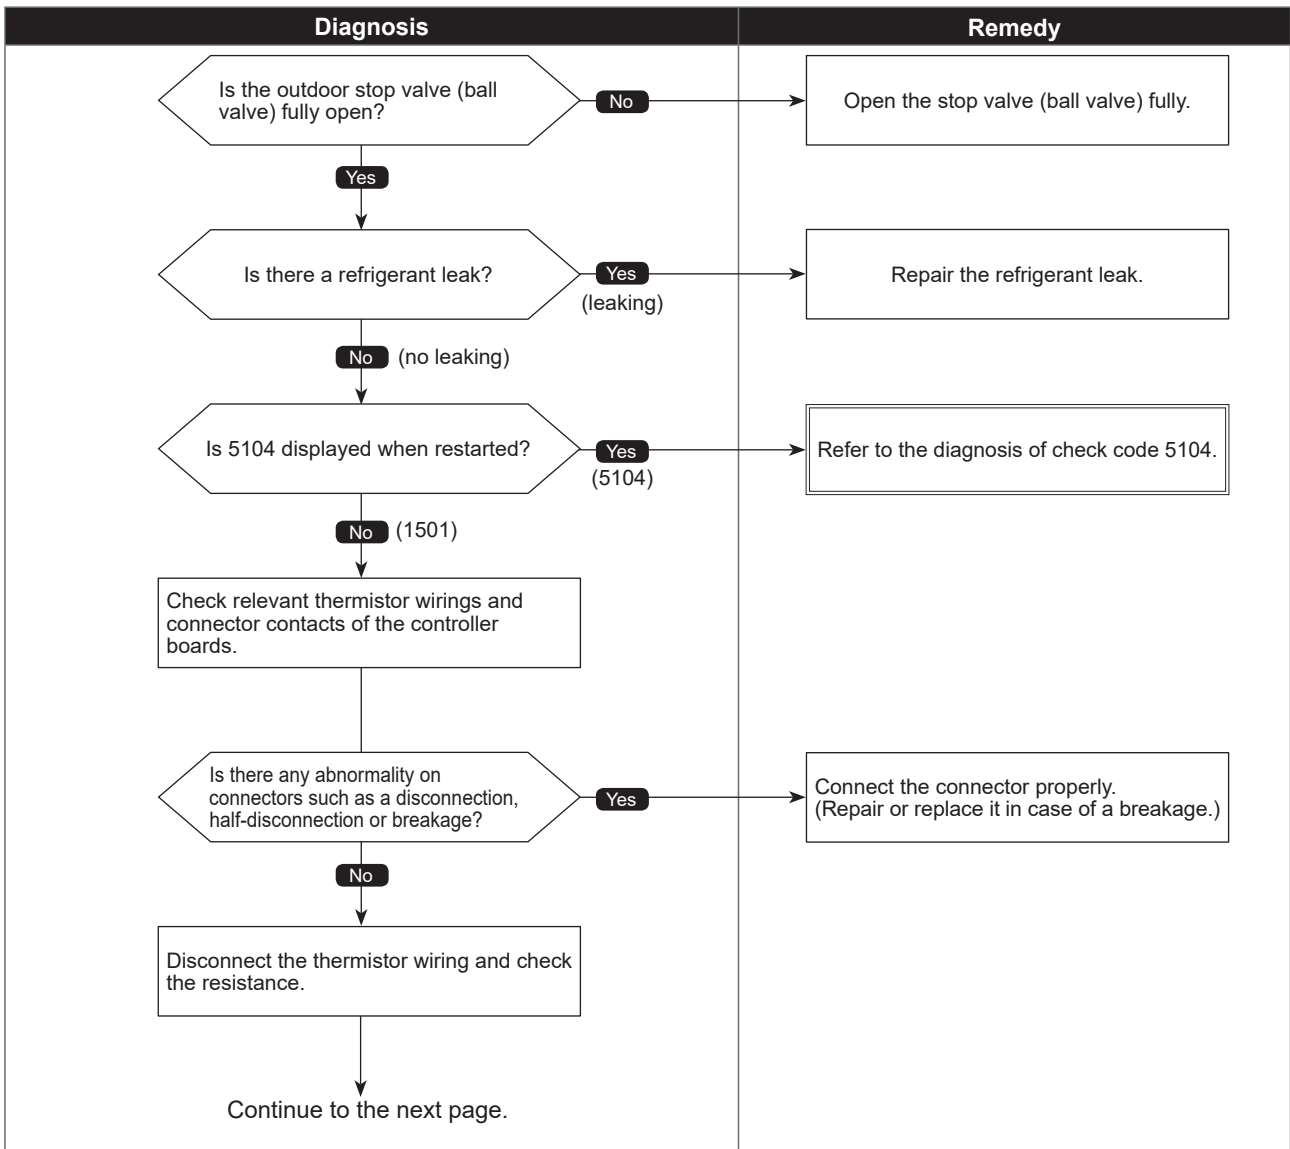 Diagnosis
Remedy
Is the outdoor stop valve (ball
valve) fully open?
No
Open the stop valve (ball valve) fully.
Yes
Is there a refrigerant leak?
Yes
(leaking)
Repair the refrigerant leak.
No (no leaking)
Is 5104 displayed when restarted?
Yes
(5104)
Refer to the diagnosis of check code 5104.
No (1501)
Check relevant thermistor wirings and
connector contacts of the controller
boards.
Is there any abnormality on
connectors such as a disconnection,
half-disconnection or breakage?
Yes
Connect the connector properly.
(Repair or replace it in case of a breakage.)
No
Disconnect the thermistor wiring and check
the resistance.
Continue to the next page.